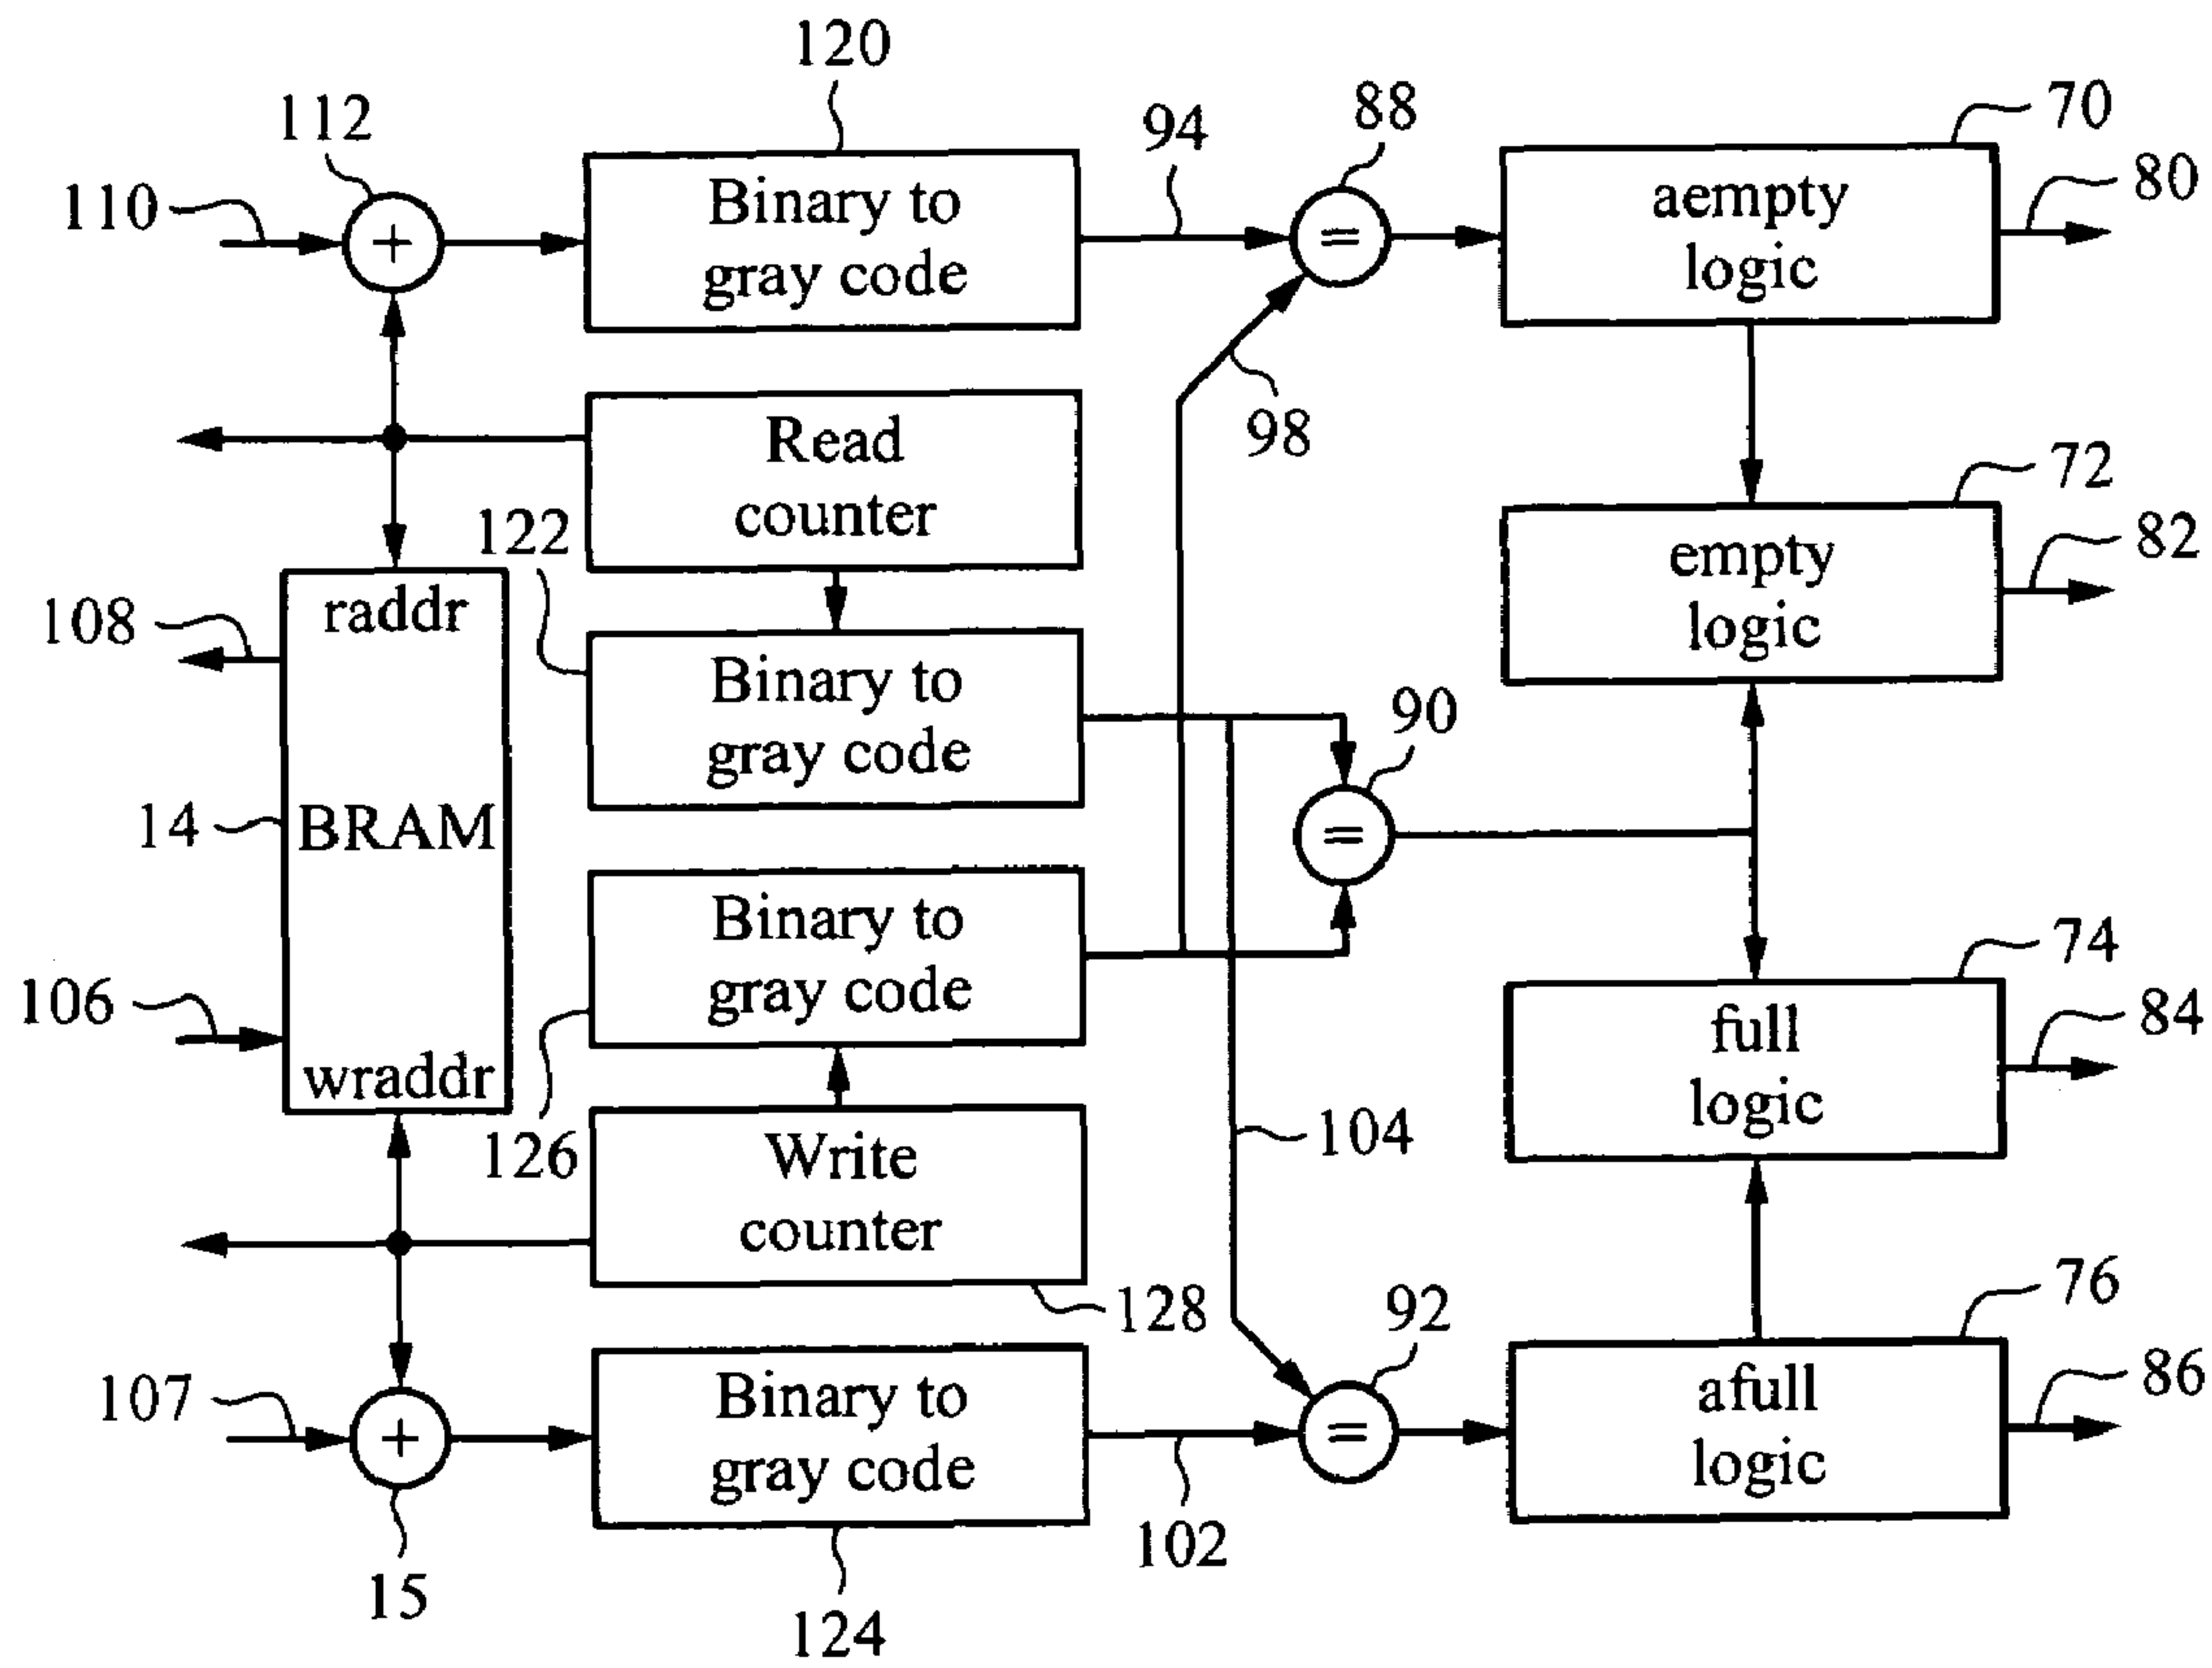 120
112
110
Binary to
gray code
94
88
70
aempty
logic
80
98
Read
counter
122
72
empty
logic
82
108
raddr
Binary to
gray code
90
14
BRAM
Binary to
gray code
74
full
logic
84
106
wraddr
126
Write
counter
104
128
92
76
107
+
Binary to
gray code
102
=
afull
logic
86
15
124
+
=
=